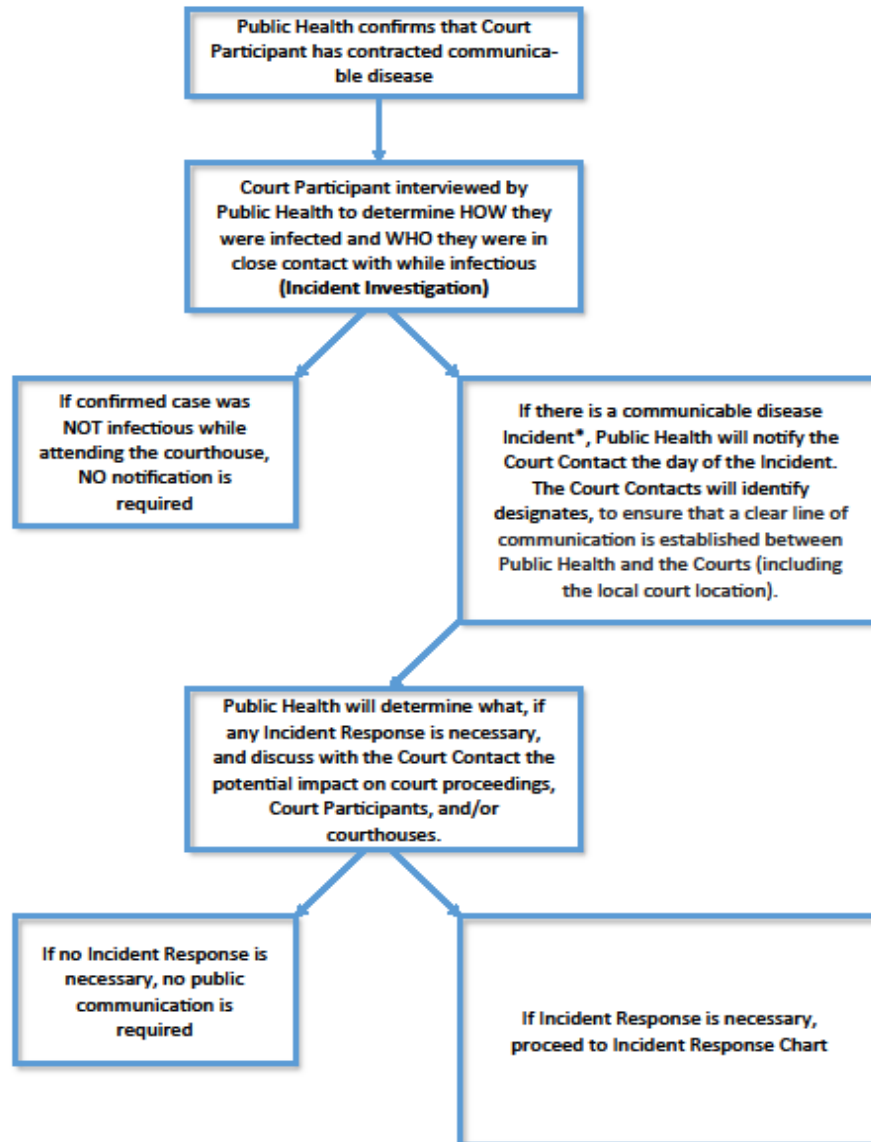 Public Health confirms that Court
Participant has contracted communica-
ble disease
Court Participant interviewed by
Public Health to determine HOW they
were infected and WHO they were in
close contact with while infectious
(Incident Investigation)
If confirmed case was
NOT infectious while
attending the courthouse,
NO notification is
required
If there is a communicable disease
Incident*, Public Health will notify the
Court Contact the day of the Incident.
The Court Contacts will identify
designates, to ensure that a clear line of
communication is established between
Public Health and the Courts (including
the local court location).
Public Health will determine what, if
any Incident Response is necessary,
and discuss with the Court Contact the
potential impact on court proceedings,
Court Participants, and/or
courthouses.
If no Incident Response is
necessary, no public
communication is
required
If Incident Response is necessary,
proceed to Incident Response Chart